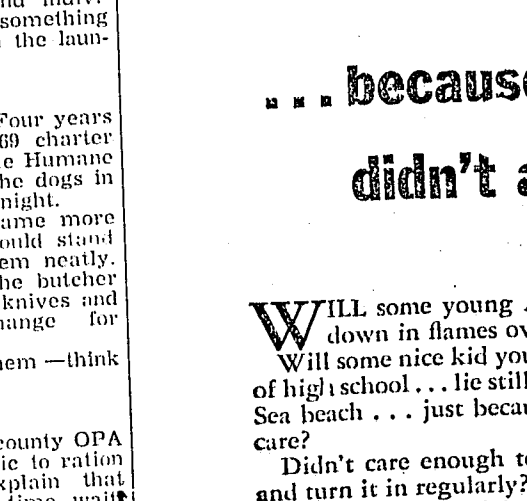 something
the laun-
Four years
69 charter
Humane
he dogs in
night.
ame more
ould stand
em neatly.
he butcher
knives and
hange for
hem —think
county OPA
ic to ration
xplain that
time wait
...because
didn't a
WILL some young
down in flames ov
Will some nice kid you
of high school ... lie still
Sea beach ... just becau
care?
Didn't care enough t
and turn it in regularly?